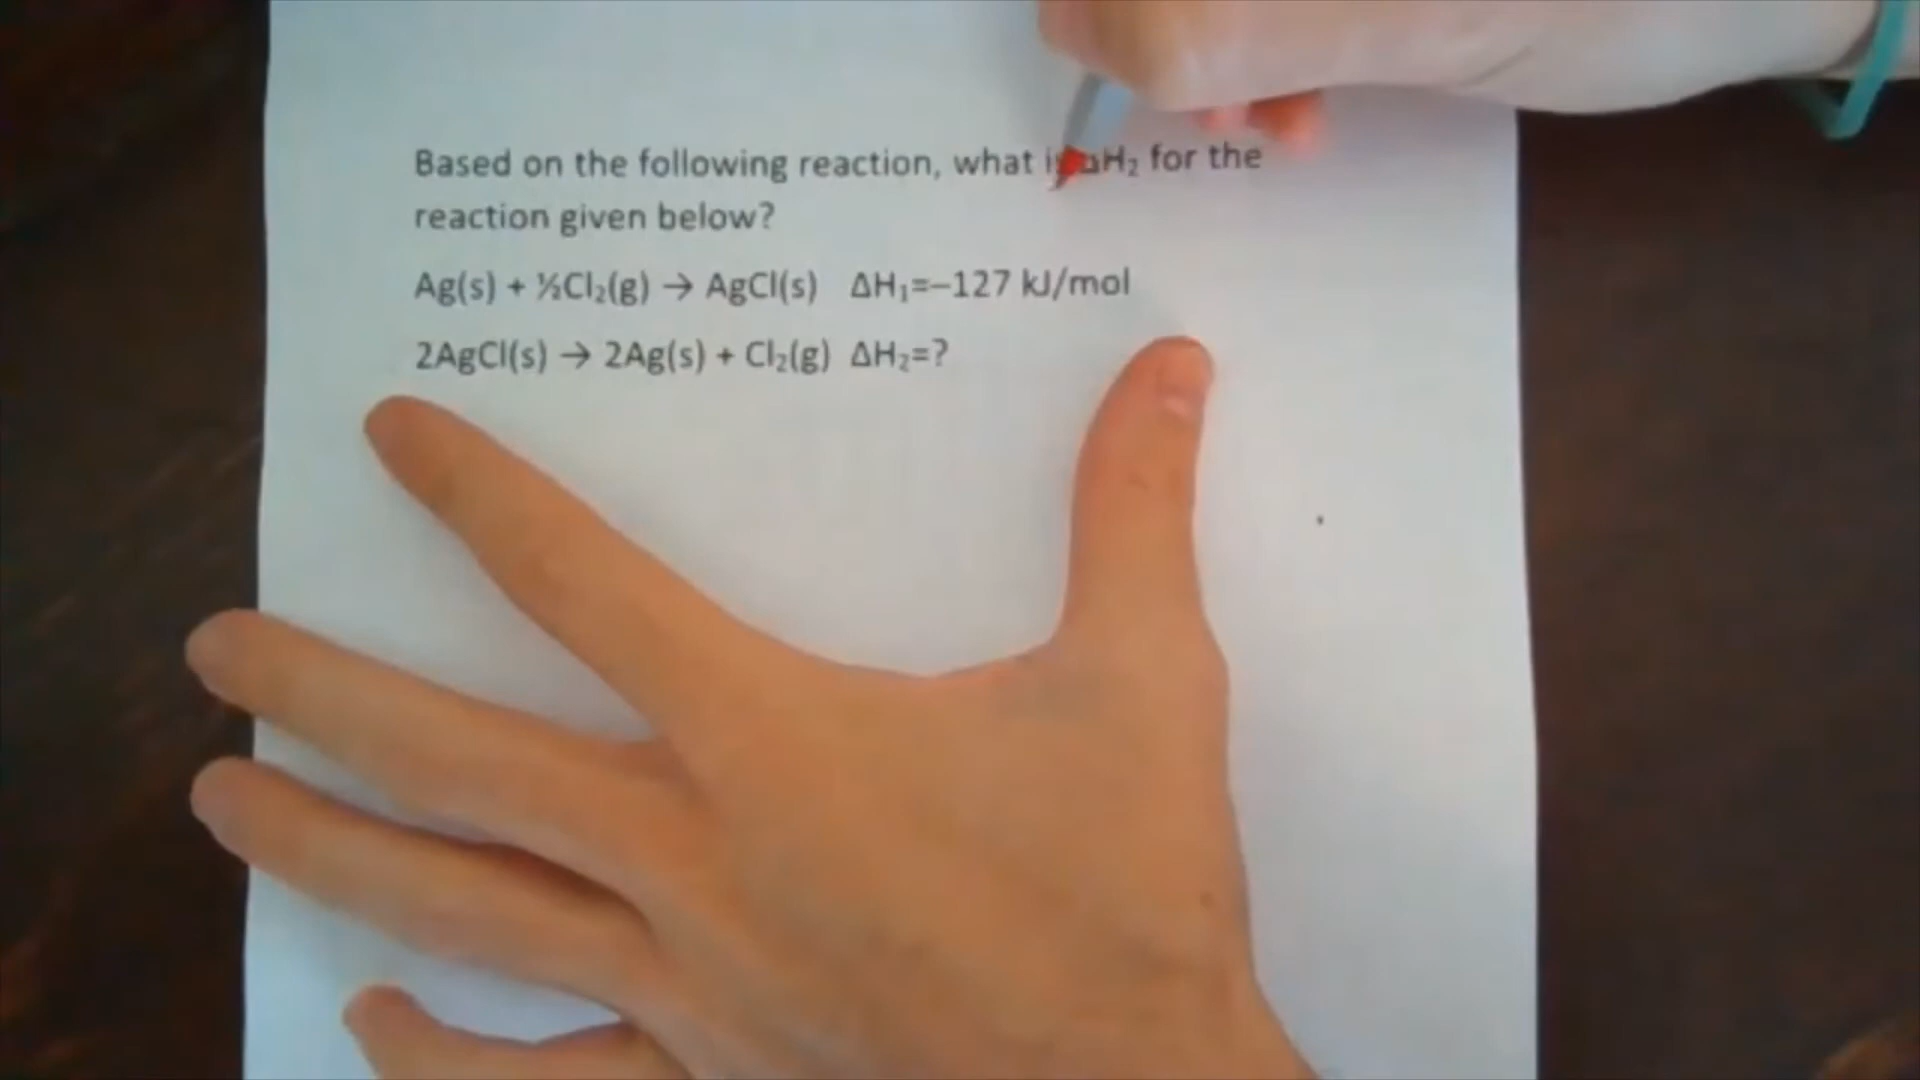 Based on the following reaction, what is ΔH₂ for the
reaction given below?
Ag(s) + ½Cl₂(g) → AgCl(s) ΔH₁=–127 kJ/mol
2AgCl(s) → 2Ag(s) + Cl₂(g) ΔH₂=?